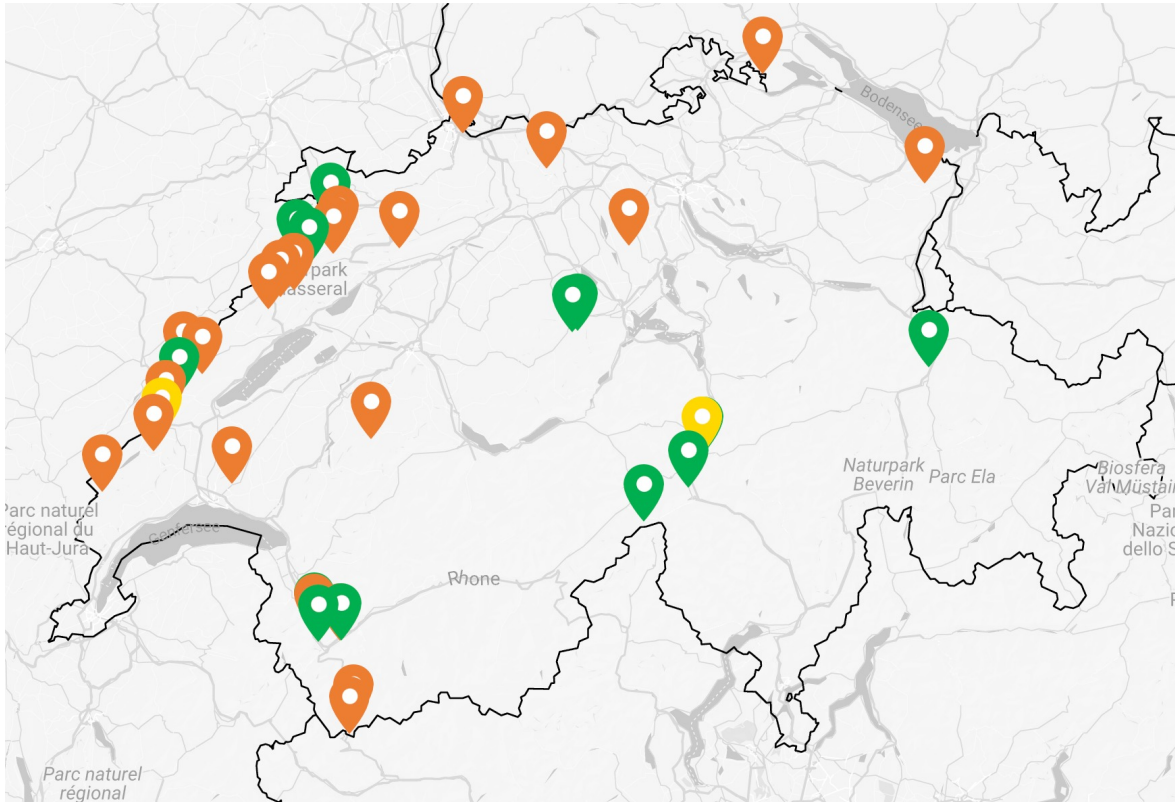 Bodensee
park
asseral
Naturpark
Beverin
Parc Ela
Biosfera
Val Müstair
Parc naturel
régional du
Haut-Jura
Genfersee
Rhone
Nazio
dello S
Parc naturel
régional